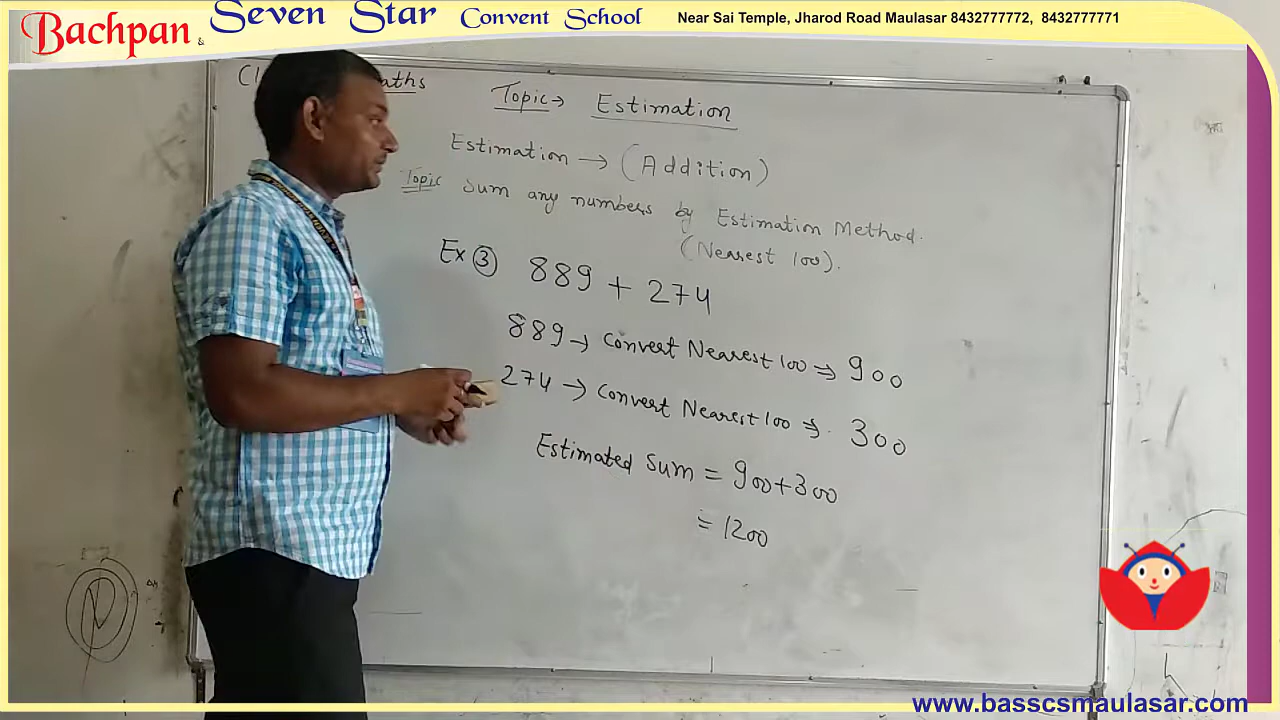 Bachpan & Seven Star Convent School
Near Sai Temple, Jharod Road Maulasar 8432777772, 8432777771
Topic → Estimation
Estimation → (Addition)
Topic Sum any numbers by Estimation Method.
(Nearest 100).
Ex ③ 889 + 274
889 → Convert Nearest 100 ⇒ 900
274 → Convert Nearest 100 ⇒ 300
Estimated Sum = 900+300
= 1200
www.basscsmaulasar.com